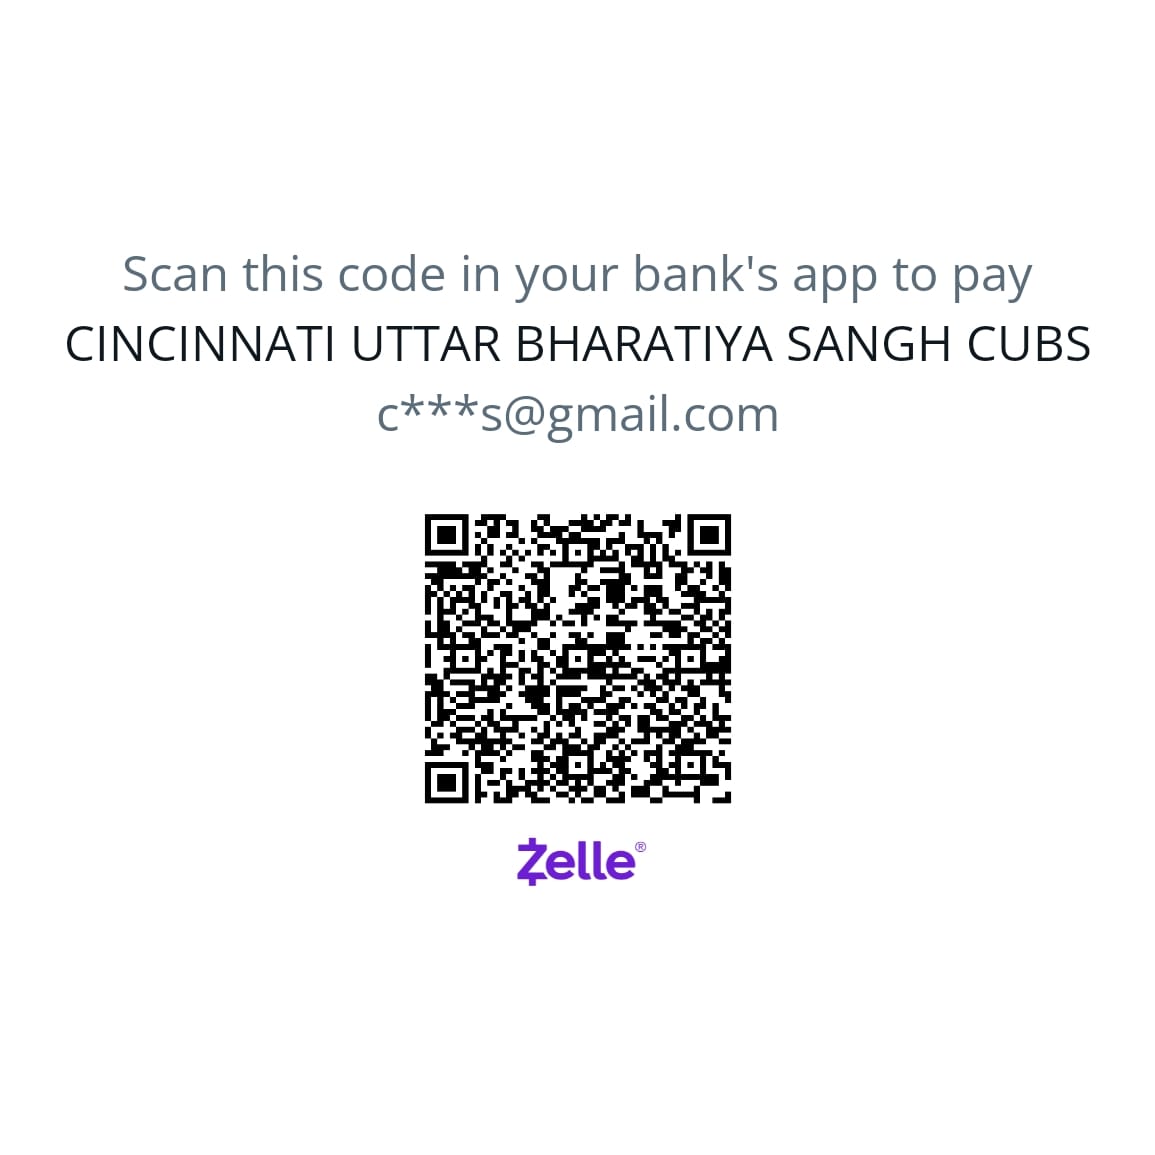 Scan this code in your bank's app to pay
CINCINNATI UTTAR BHARATIYA SANGH CUBS
c***s@gmail.com
Zelle®